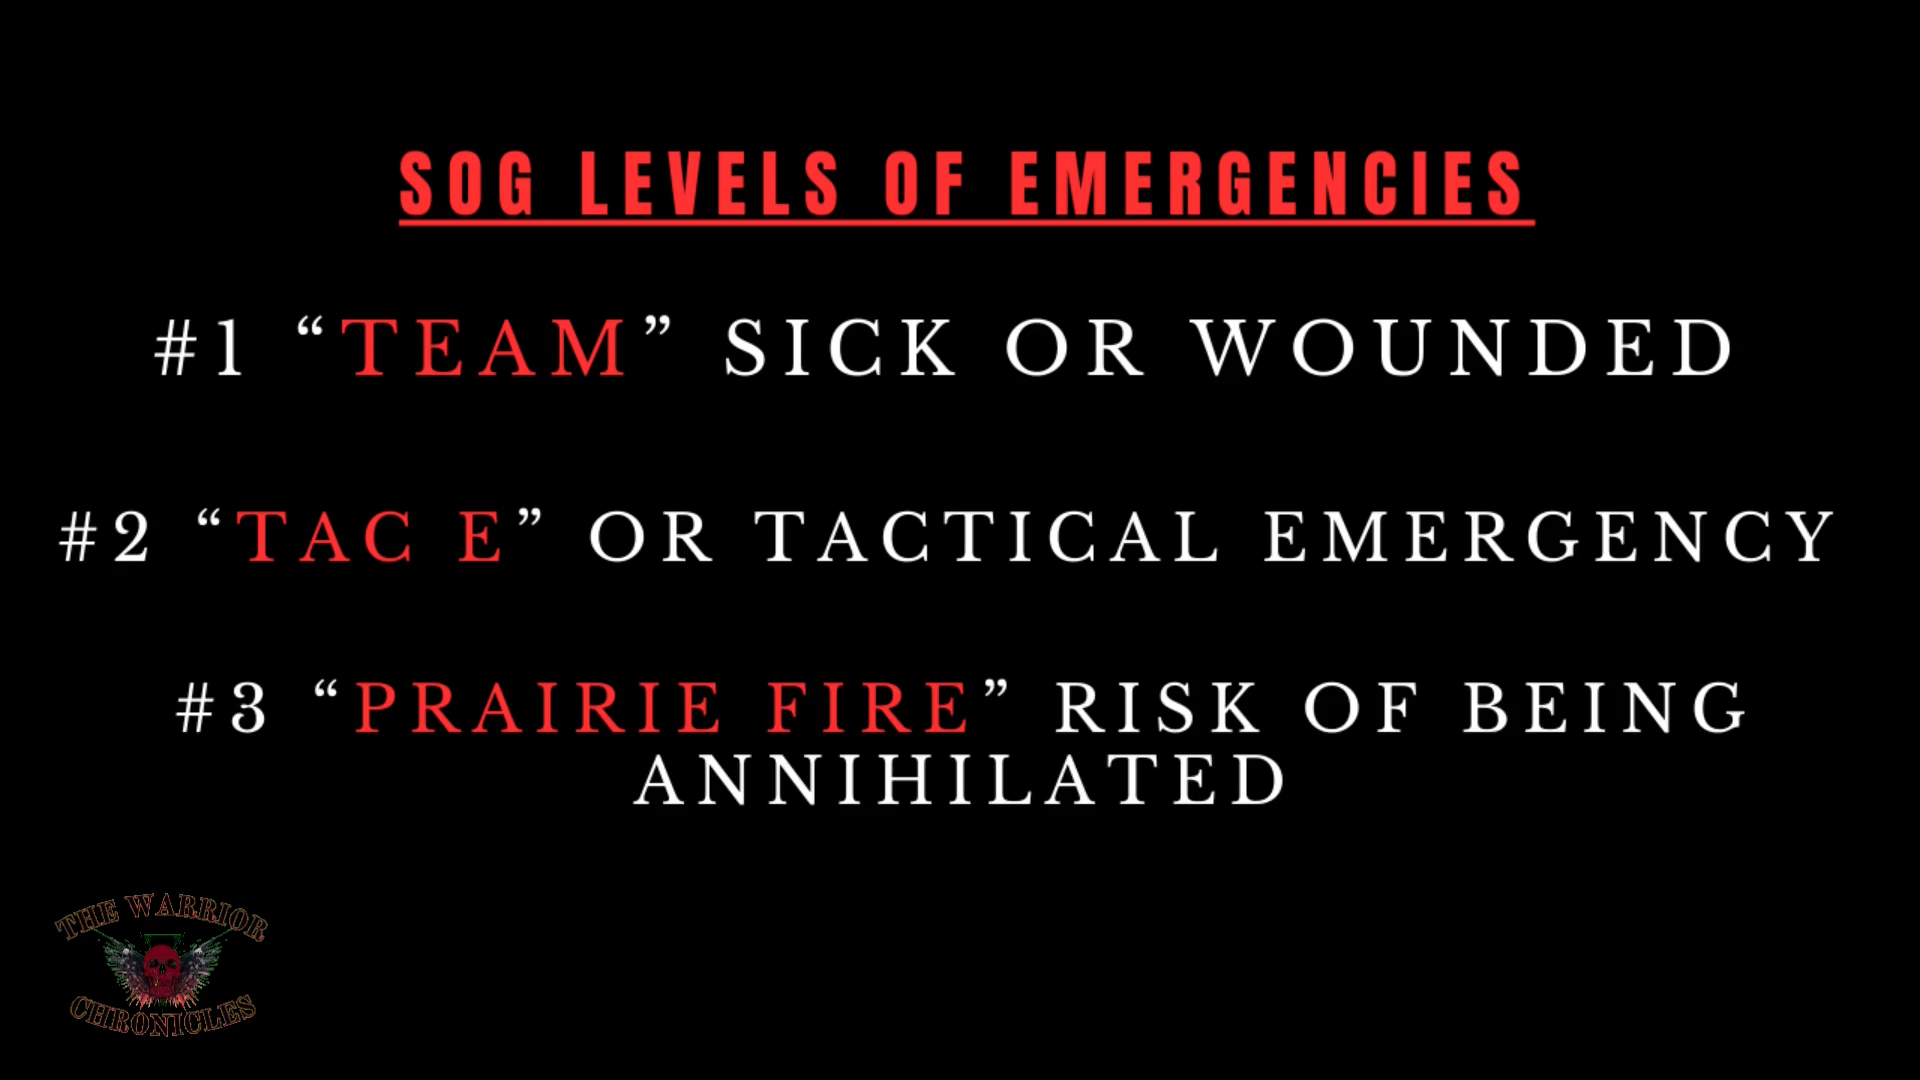 SOG LEVELS OF EMERGENCIES
#1 “TEAM” SICK OR WOUNDED
#2 “TAC E” OR TACTICAL EMERGENCY
#3 “PRAIRIE FIRE” RISK OF BEING
ANNIHILATED
THE WARRIOR
CHRONICLES